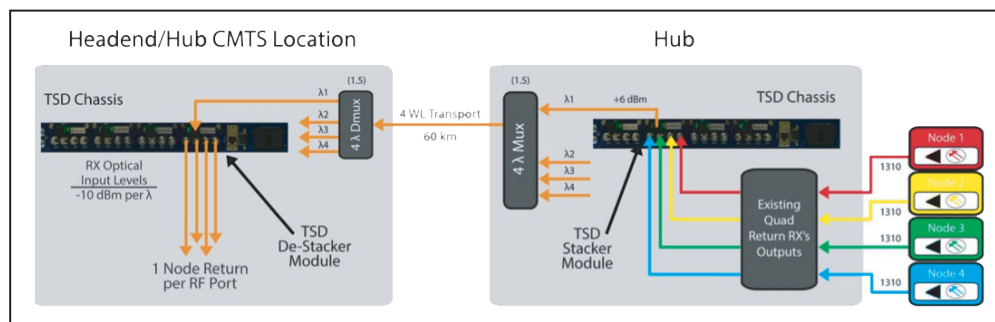 Headend/Hub CMTS Location
TSD Chassis
RX Optical
Input Levels
-10 dBm per λ
1 Node Return
per RF Port
TSD
De-Stacker
Module
λ1
λ2
λ3
λ4
(1.5)
4 λ Dmux
4 WL Transport
60 km
Hub
(1.5)
4 λ Mux
λ1
+6 dBm
λ2
λ3
λ4
TSD Chassis
TSD
Stacker
Module
Existing
Quad
Return RX's
Outputs
1310
1310
1310
1310
Node 1
Node 2
Node 3
Node 4